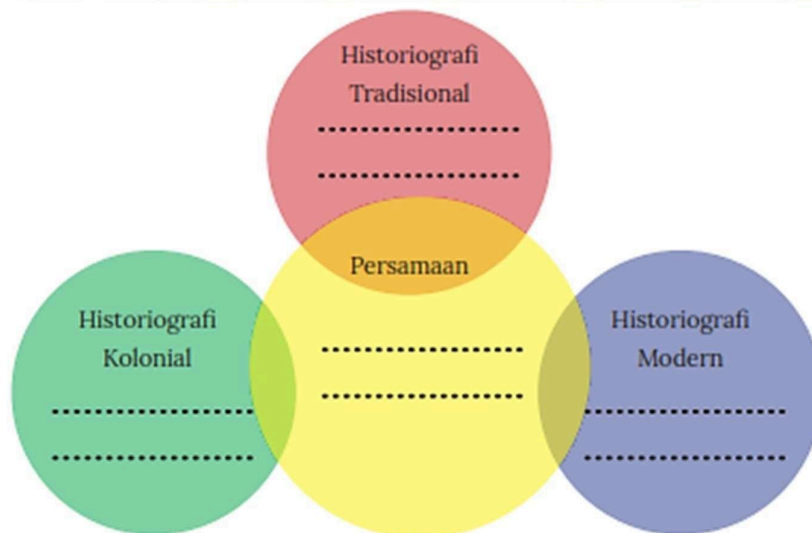 Historiografi
Tradisional
Persamaan
Historiografi
Kolonial
Historiografi
Modern